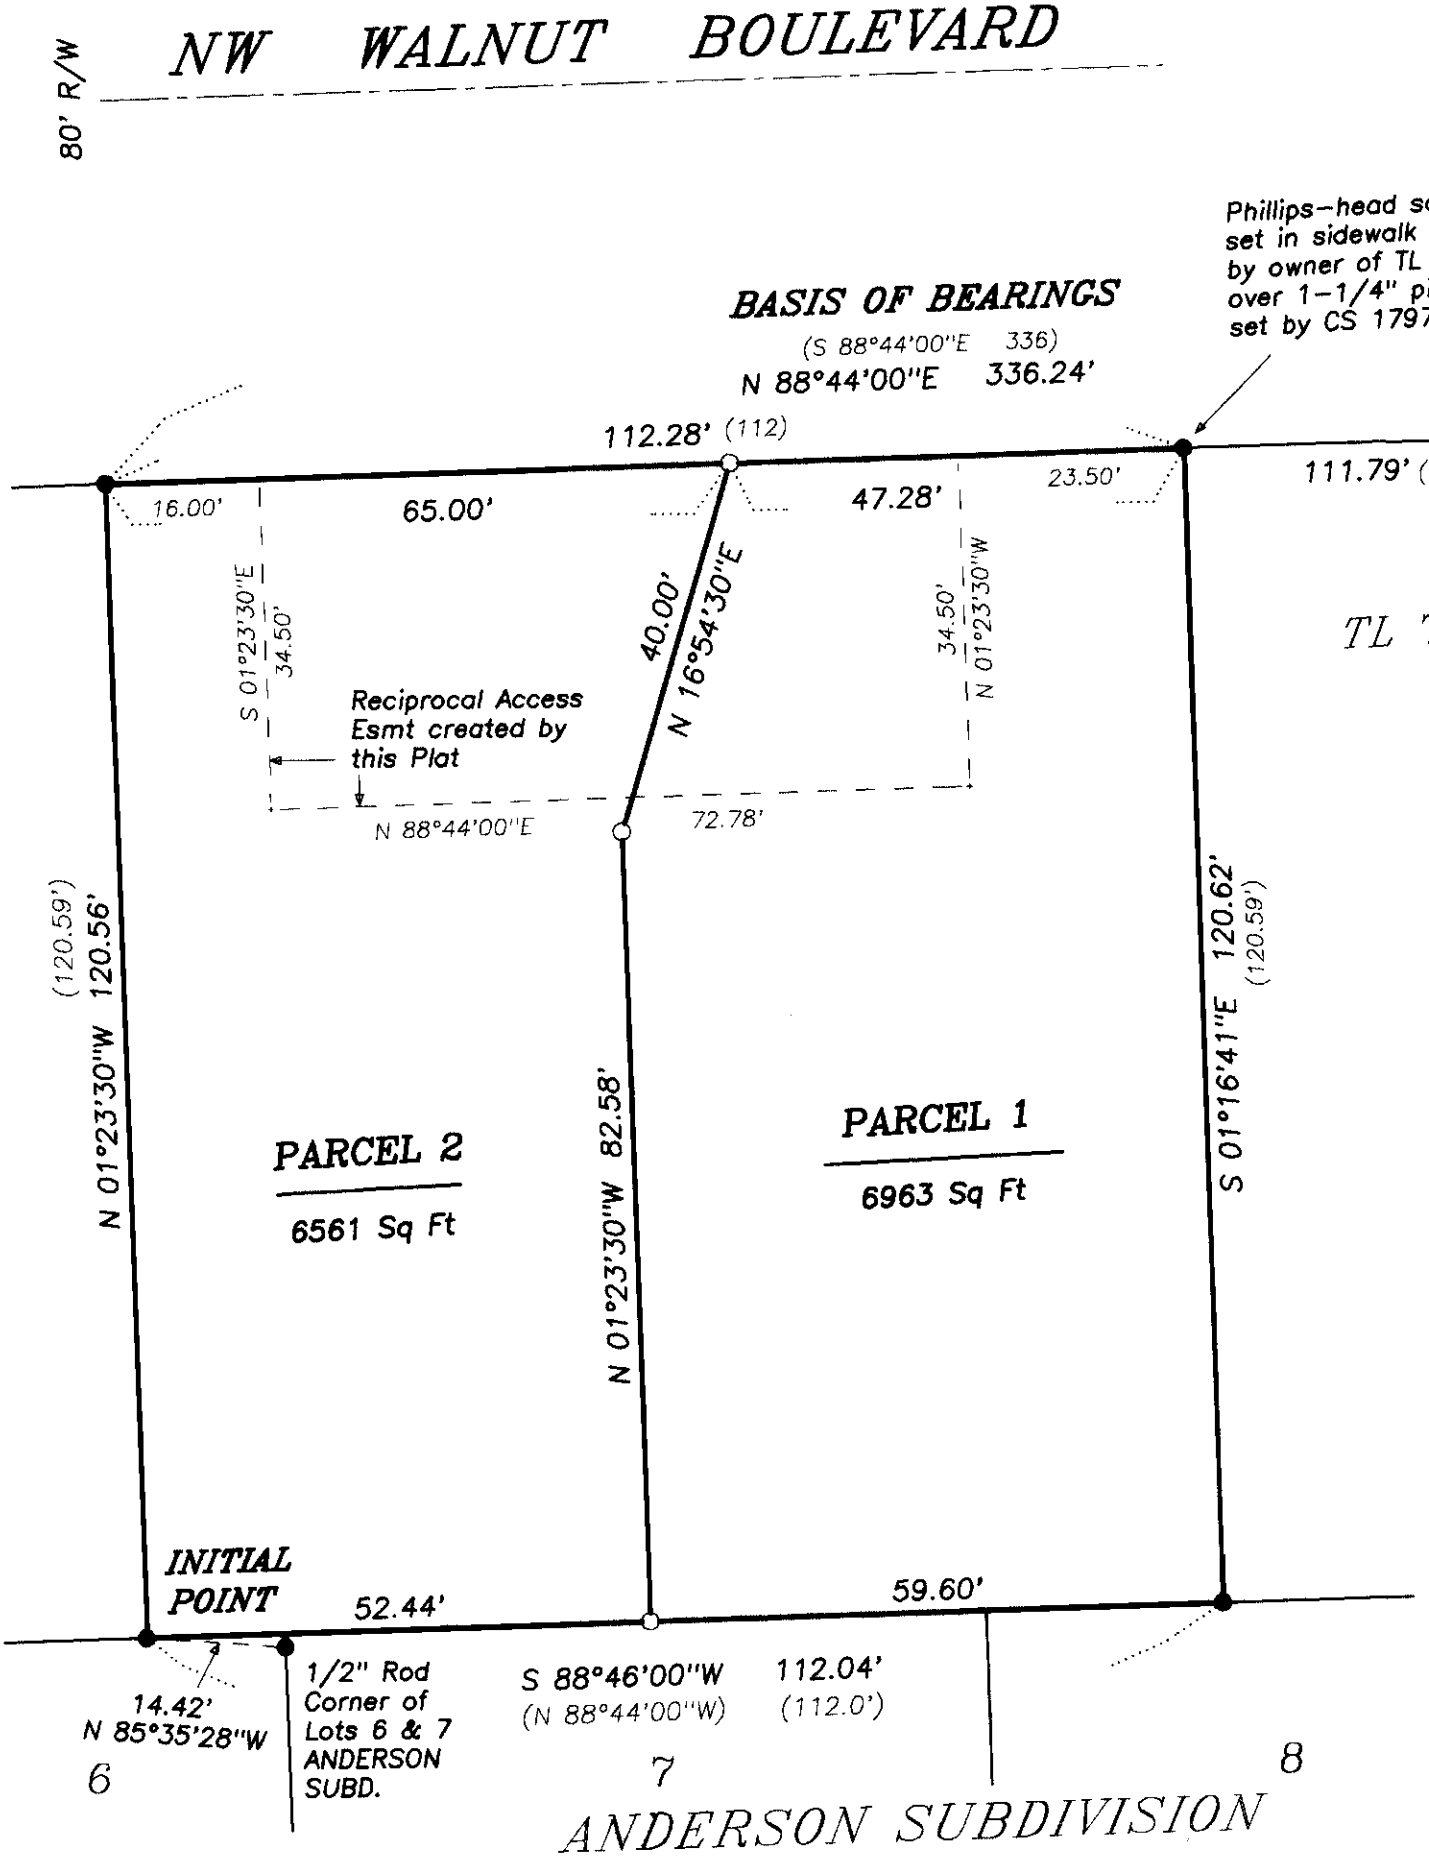 NW WALNUT BOULEVARD
80' R/W
Phillips-head
set in sidewalk
by owner of TL
over 1-1/4"
set by CS 1797
BASIS OF BEARINGS
(S 88°44'00"E 336)
N 88°44'00"E 336.24'
112.28' (112)
16.00'
65.00'
47.28'
23.50'
111.79' (
S 01°23'30"E
34.50'
40.00'
N 16°54'30"E
34.50'
N 01°23'30"W
TL
Reciprocal Access
Esmt created by
this Plat
N 88°44'00"E
72.78'
(120.59')
N 01°23'30"W 120.56'
S 01°16'41"E 120.62'
(120.59')
N 01°23'30"W 82.58'
PARCEL 2
6561 Sq Ft
PARCEL 1
6963 Sq Ft
INITIAL
POINT
52.44'
59.60'
14.42'
N 85°35'28"W
1/2" Rod
Corner of
Lots 6 & 7
ANDERSON
SUBD.
S 88°46'00"W 112.04'
(N 88°44'00"W) (112.0')
6
7
8
ANDERSON SUBDIVISION